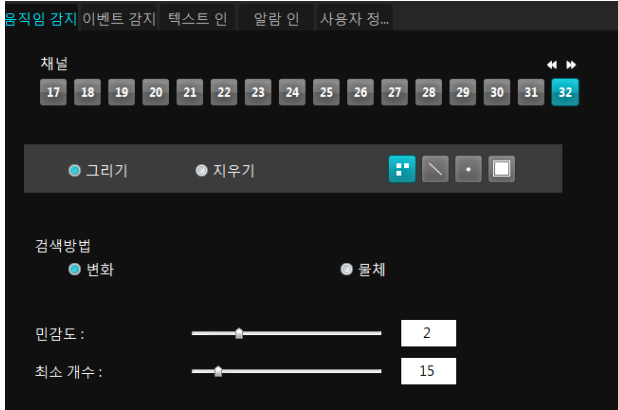 움직임 감지 이벤트 감지 텍스트 인 알람 인 사용자 정...
채널
17 18 19 20 21 22 23 24 25 26 27 28 29 30 31 32
그리기 지우기
검색방법
변화 물체
민감도 : 2
최소 개수 : 15